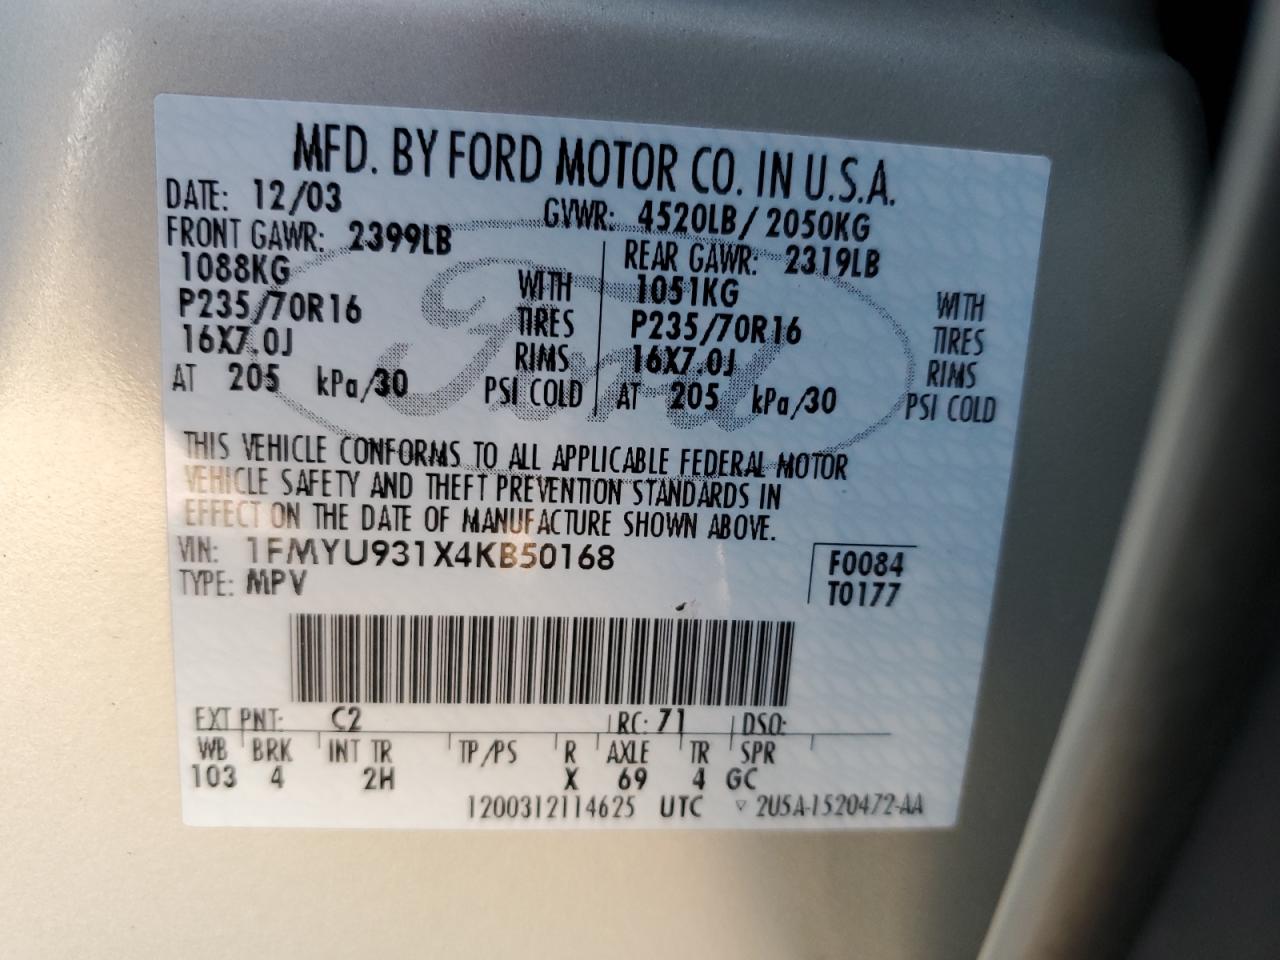 MFD. BY FORD MOTOR CO. IN U.S.A.
DATE: 12/03 GVWR: 4520LB/2050KG
FRONT GAWR: 2399LB REAR GAWR: 2319LB
1088KG WITH 1051KG WITH
P235/70R16 TIRES P235/70R16 TIRES
16X7.0J RIMS 16X7.0J RIMS
AT 205 kPa/30 PSI COLD AT 205 kPa/30 PSI COLD
Ford
THIS VEHICLE CONFORMS TO ALL APPLICABLE FEDERAL MOTOR
VEHICLE SAFETY AND THEFT PREVENTION STANDARDS IN
EFFECT ON THE DATE OF MANUFACTURE SHOWN ABOVE.
VIN: 1FMYU931X4KB50168 F0084
TYPE: MPV T0177
EXT PNT: C2 RC: 71 DSO:
WB BRK INT TR TP/PS R AXLE TR SPR
103 4 2H X 69 4 GC
1200312114625 UTC ▽ 2U5A-1520472-AA